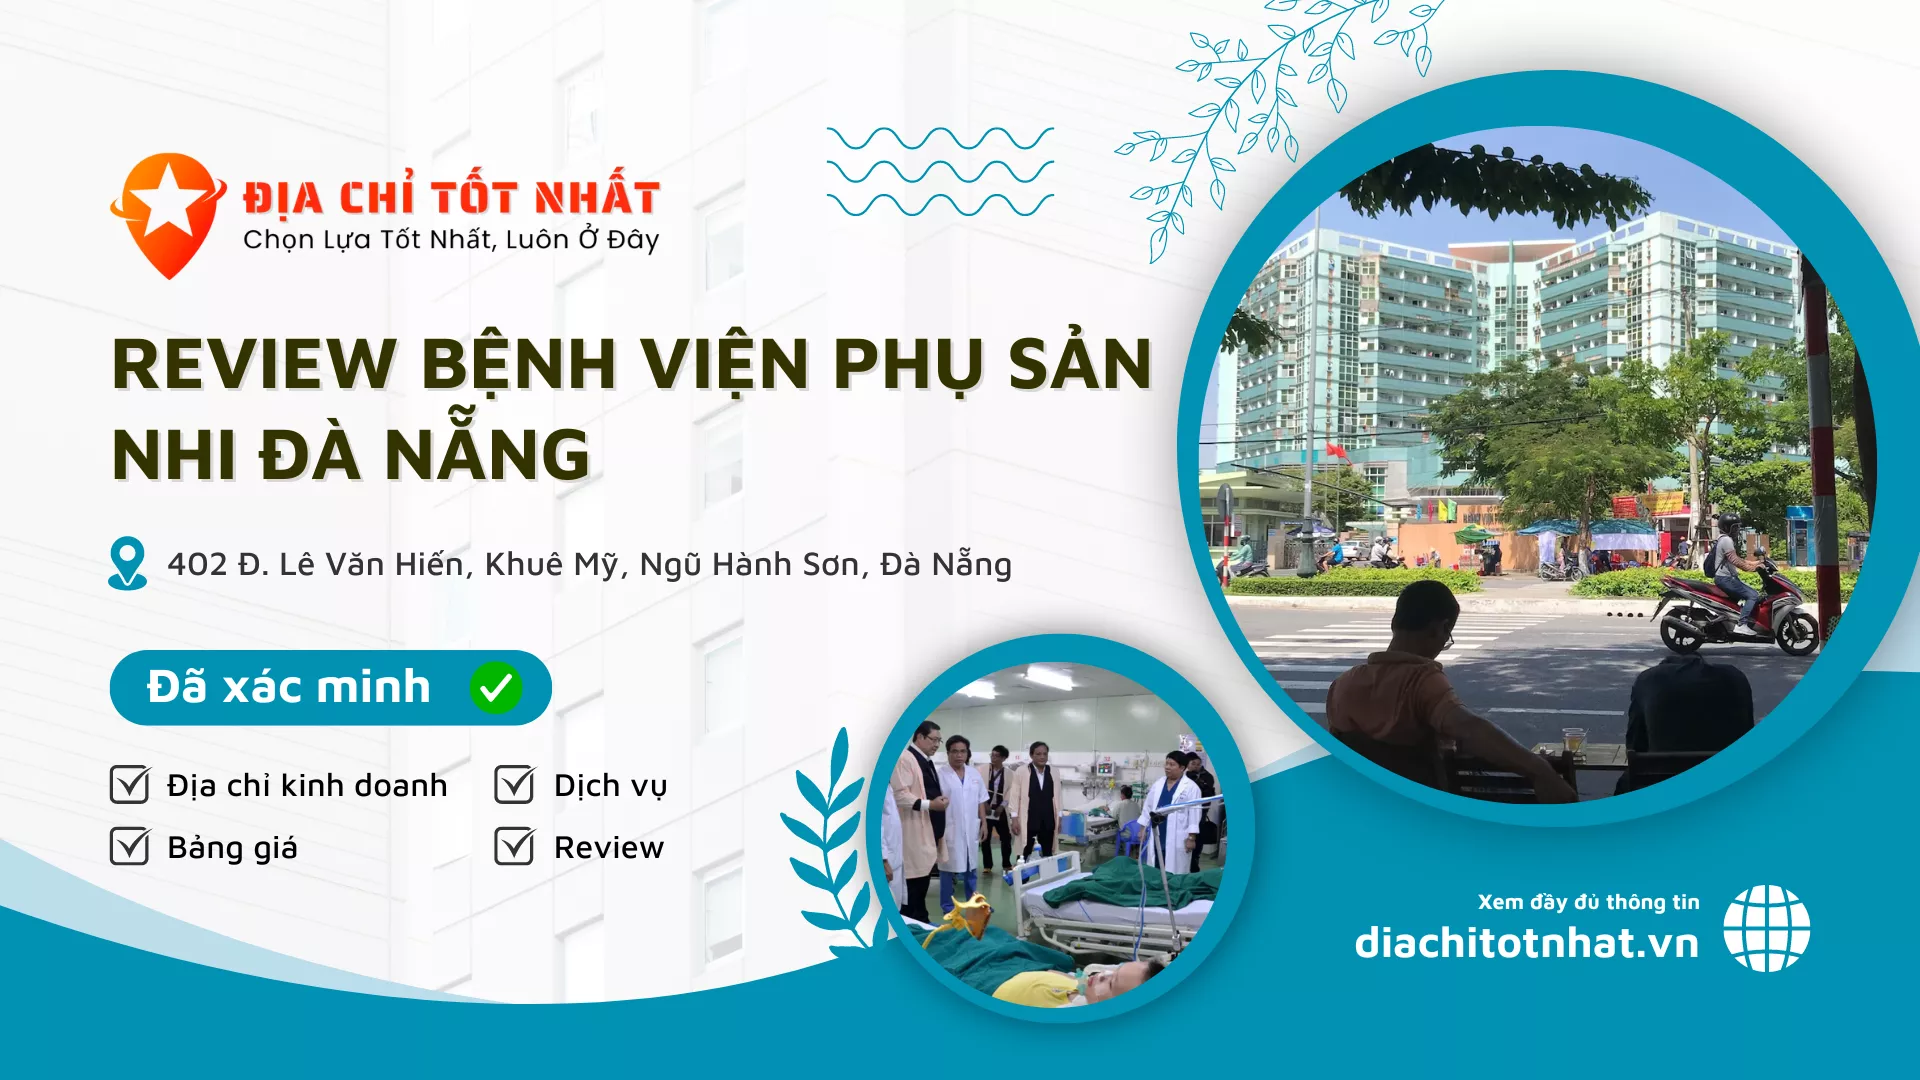 ĐỊA CHỈ TỐT NHẤT
Chọn Lựa Tốt Nhất, Luôn Ở Đây
REVIEW BỆNH VIỆN PHỤ SẢN
NHI ĐÀ NẴNG
402 Đ. Lê Văn Hiến, Khuê Mỹ, Ngũ Hành Sơn, Đà Nẵng
Đã xác minh
Địa chỉ kinh doanh
Dịch vụ
Bảng giá
Review
Xem đầy đủ thông tin
diachitotnhat.vn